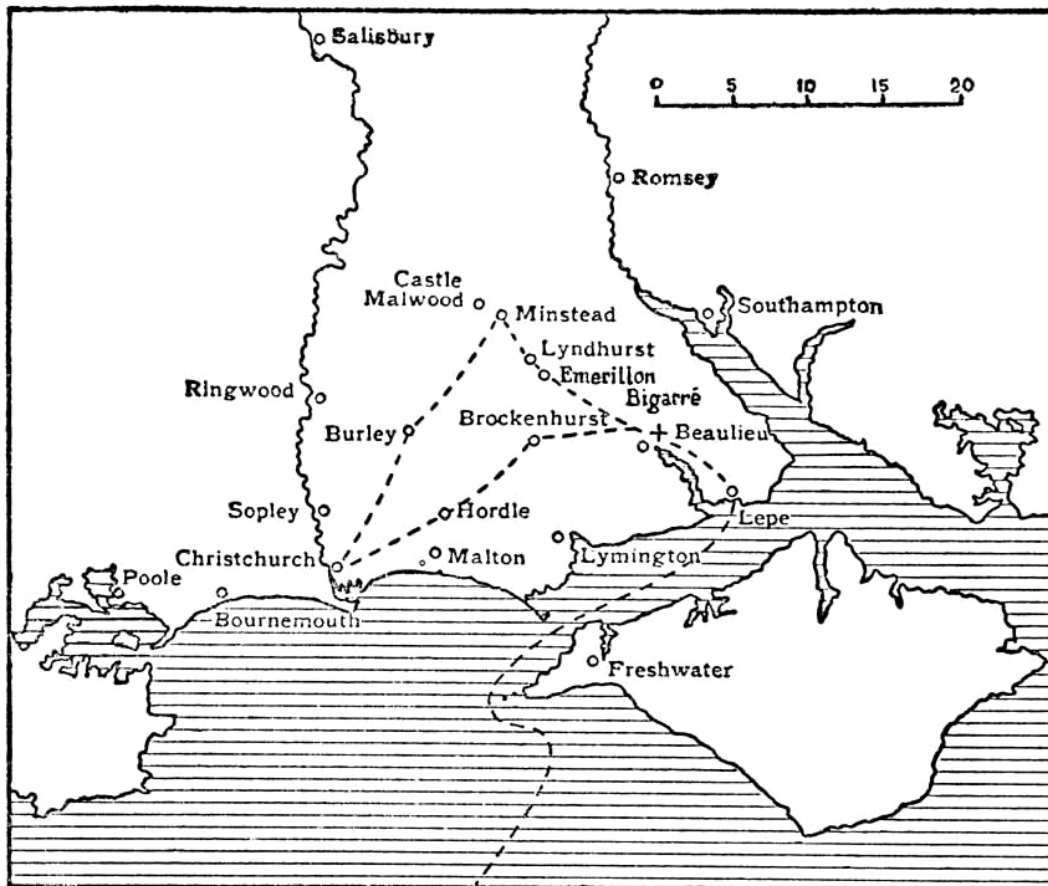 Salisbury
0 5 10 15 20
Romsey
Castle
Malwood
Minstead
Southampton
Lyndhurst
Emerillon
Ringwood
Bigarré
Burley
Brockenhurst
Beaulieu
Sopley
Hordle
Lepe
Christchurch
Malton
Lymington
Poole
Bournemouth
Freshwater